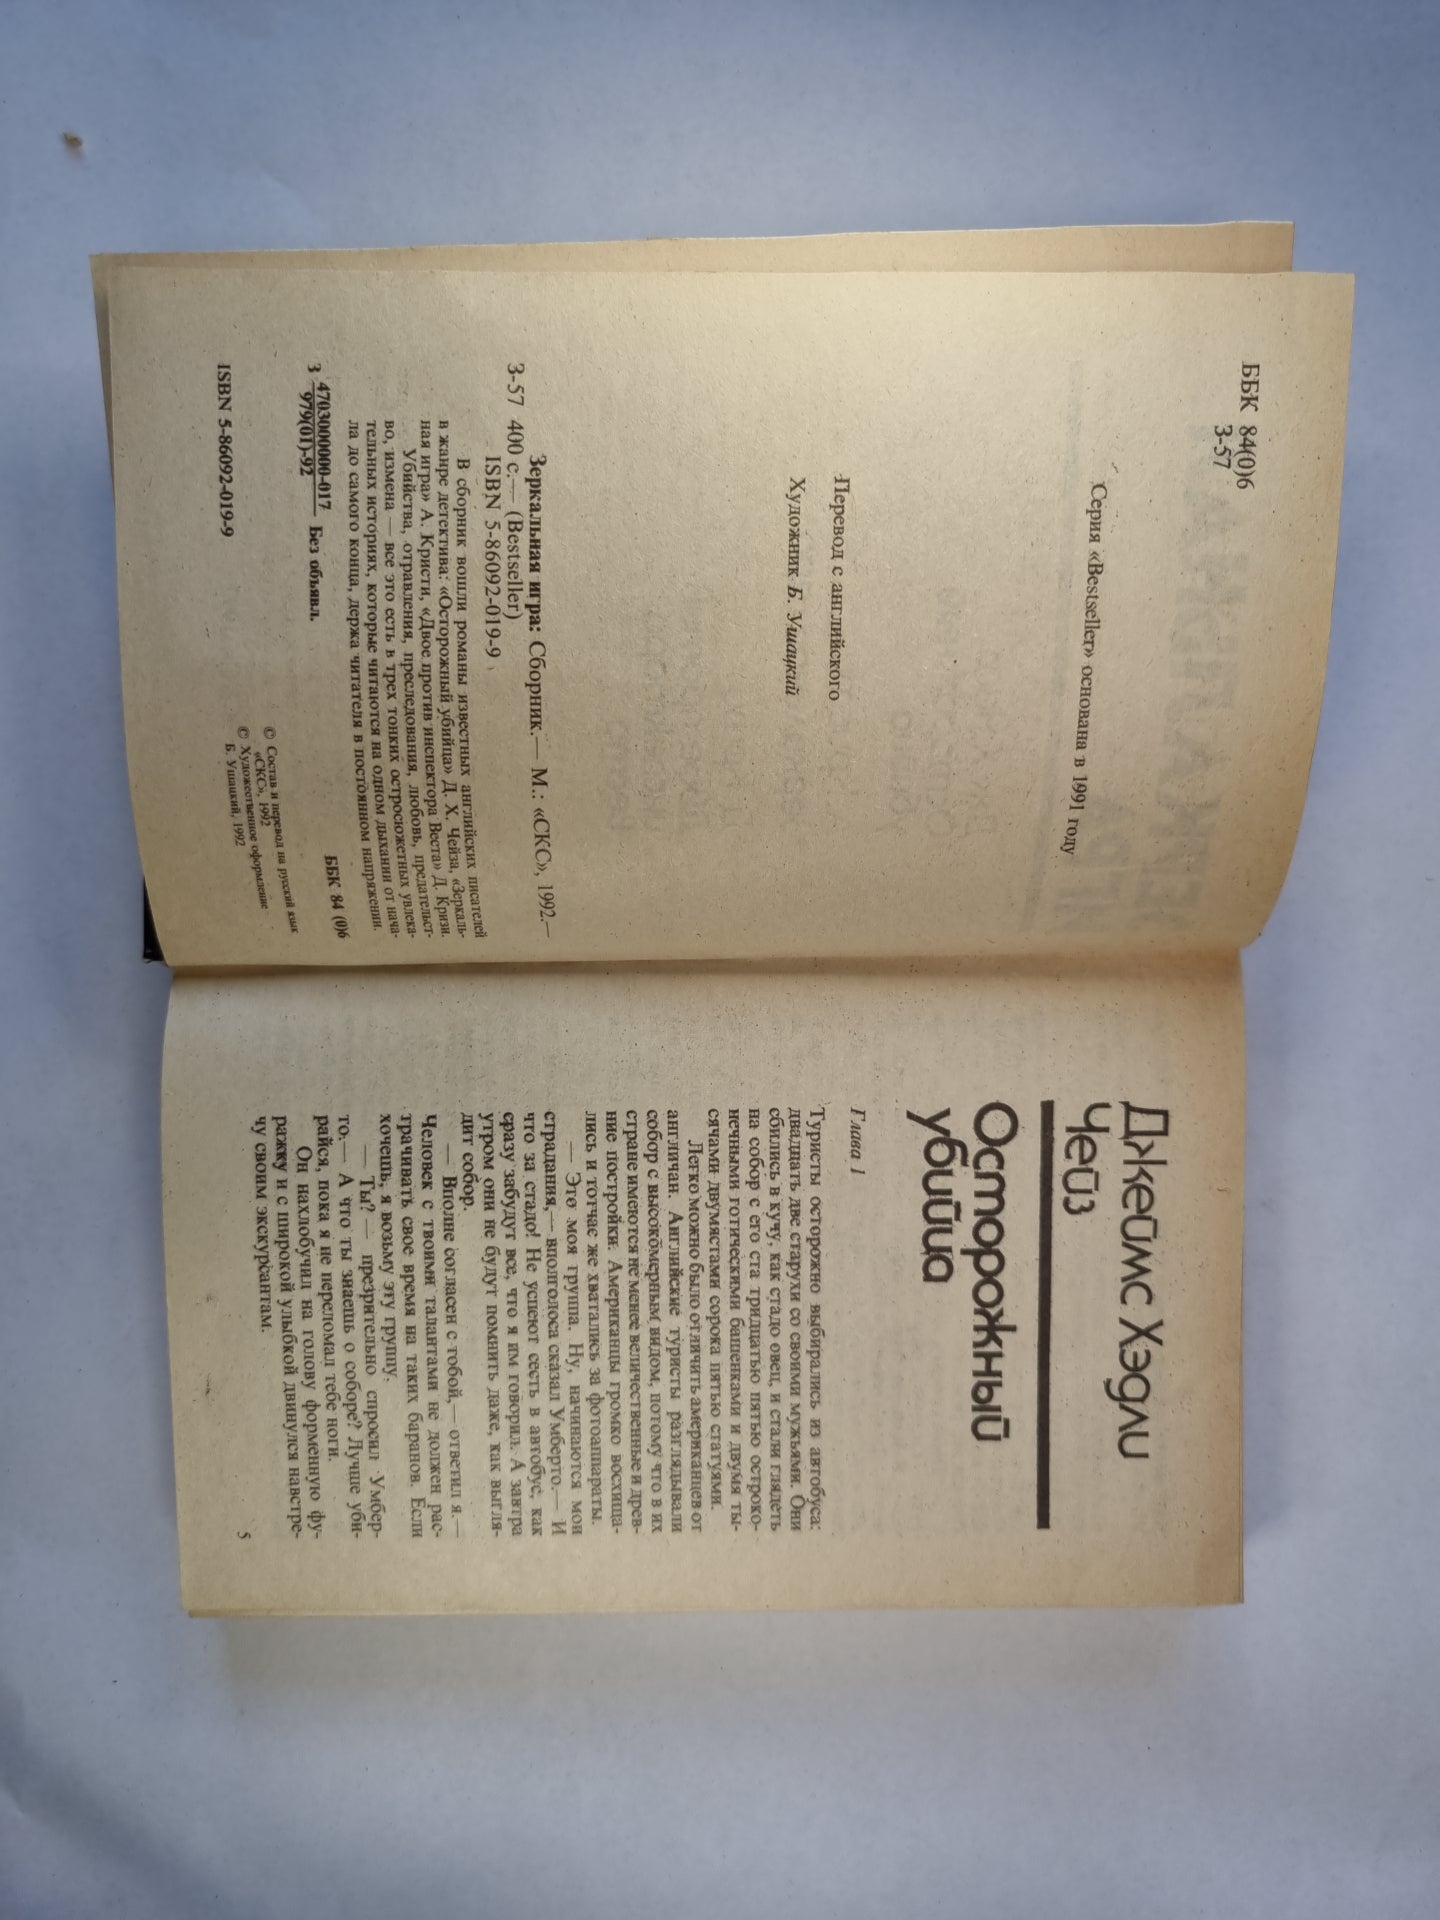 ББК 84(0)6
З-57
Серия «Bestseller» основана в 1991 году
Перевод с английского
Художник Б. Ушацкий
Зеркальная игра: Сборник.— М.: «СКС», 1992.—
З-57 400 с.— (Bestseller)
ISBN 5-86092-019-9
В сборник вошли романы известных английских писателей
в жанре детектива: «Осторожный убийца» Д. Х. Чейза, «Зеркаль-
ная игра» А. Кристи, «Двое против инспектора Веста» Д. Кризи.
Убийства, отравления, преследования, любовь, предательст-
во, измена — все это есть в трех тонких остросюжетных увлека-
тельных историях, которые читаются на одном дыхании от нача-
ла до самого конца, держа читателя в постоянном напряжении.
З 4703000000-017
979(01)-92 Без объявл.
ББК 84 (0)6
© Состав и перевод на русский язык
«СКС», 1992
© Художественное оформление
Б. Ушацкий, 1992
ISBN 5-86092-019-9
Джеймс Хэдли
Чейз
Осторожный
убийца
Глава 1
Туристы осторожно выбирались из автобуса:
двадцать две старухи со своими мужьями. Они
сбились в кучу, как стадо овец, и стали глядеть
на собор с его ста тридцатью пятью остроко-
нечными готическими башенками и двумя ты-
сячами двумястами сорока пятью статуями.
Легко можно было отличить американцев от
англичан. Английские туристы разглядывали
собор с высокомерным видом, потому что в их
стране имеются не менее величественные и древ-
ние постройки. Американцы громко восхища-
лись и тотчас же хватались за фотоаппараты.
— Это моя группа. Ну, начинаются мои
страдания,— вполголоса сказал Умберто.— И
что за стадо! Не успеют сесть в автобус, как
сразу забудут все, что я им говорил. А завтра
утром они не будут помнить даже, как выгля-
дит собор.
— Вполне согласен с тобой,— ответил я.—
Человек с твоими талантами не должен рас-
трачивать свое время на таких баранов. Если
хочешь, я возьму эту группу.
— Ты? — презрительно спросил Умбер-
то.— А что ты знаешь о соборе? Лучше уби-
райся, пока я не переломал тебе ноги.
Он нахлобучил на голову форменную фу-
ражку и с широкой улыбкой двинулся навстре-
чу своим экскурсантам.
5